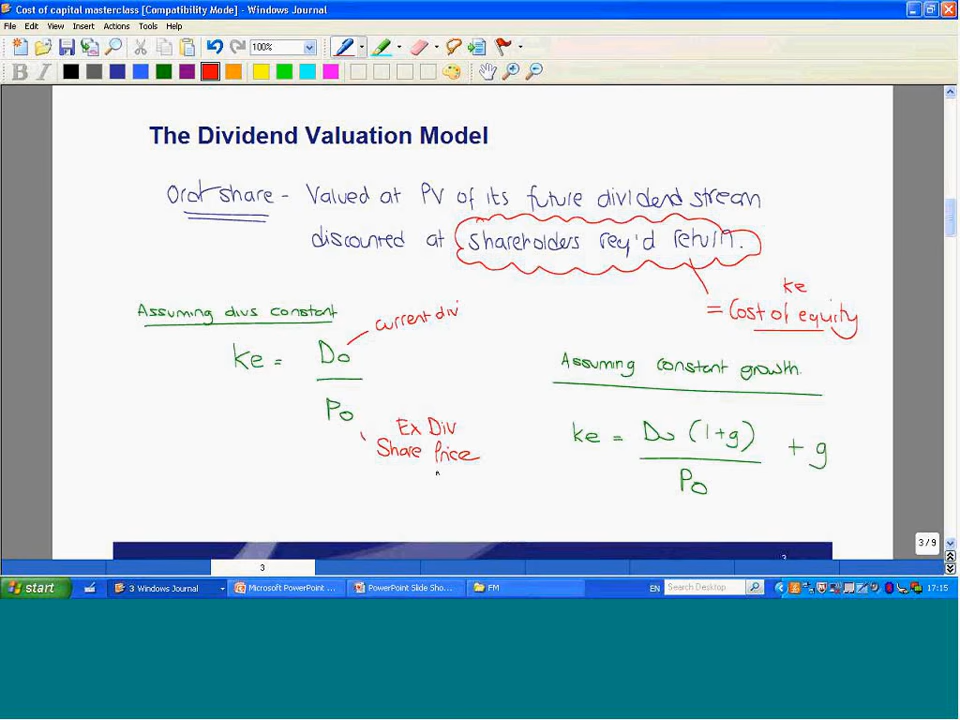 Cost of capital masterclass [Compatibility Mode] - Windows Journal
File Edit View Insert Actions Tools Help
100%
B I
The Dividend Valuation Model
Ord share - Valued at PV of its future dividend stream
discounted at shareholders req'd return.
ke
= Cost of equity
Assuming divs constant
current div
ke = Do
Po
Ex Div
Share Price
Assuming constant growth.
ke = Do (1+g) + g
Po
3
3 / 9
3
start 3 Windows Journal Microsoft PowerPoint ... PowerPoint Slide Sho... FM EN Search Desktop 17:15